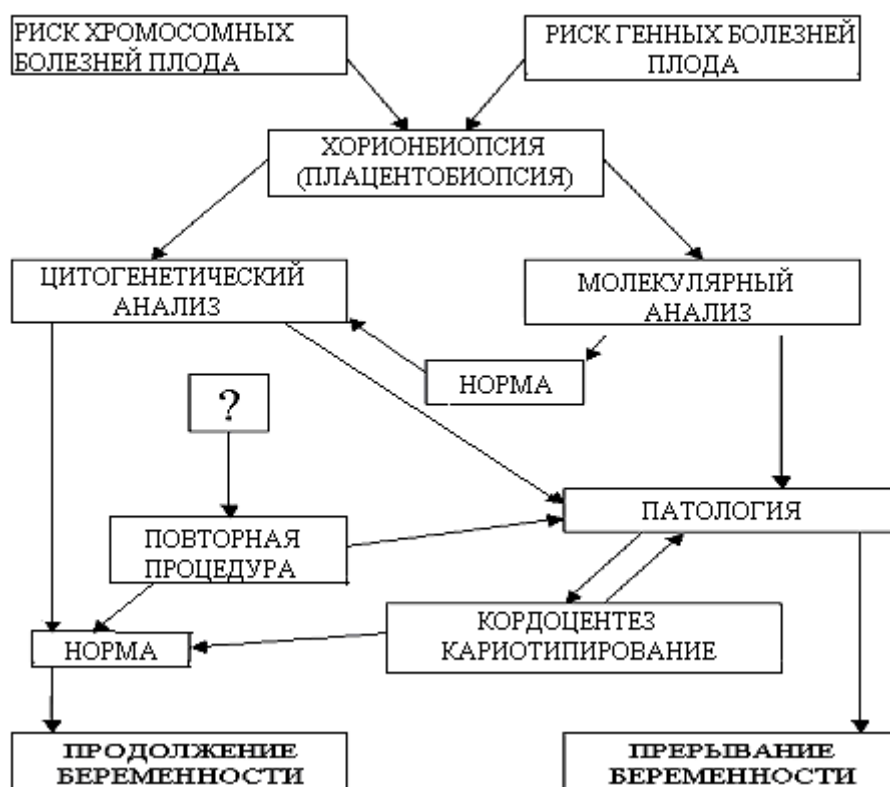 РИСК ХРОМОСОМНЫХ
БОЛЕЗНЕЙ ПЛОДА
РИСК ГЕННЫХ БОЛЕЗНЕЙ
ПЛОДА
ХОРИОНБИОПСИЯ
(ПЛАЦЕНТОБИОПСИЯ)
ЦИТОГЕНЕТИЧЕСКИЙ
АНАЛИЗ
МОЛЕКУЛЯРНЫЙ
АНАЛИЗ
НОРМА
?
ПАТОЛОГИЯ
ПОВТОРНАЯ
ПРОЦЕДУРА
КОРДОЦЕНТЕЗ
КАРИОТИПИРОВАНИЕ
НОРМА
ПРОДОЛЖЕНИЕ
БЕРЕМЕННОСТИ
ПРЕРЫВАНИЕ
БЕРЕМЕННОСТИ